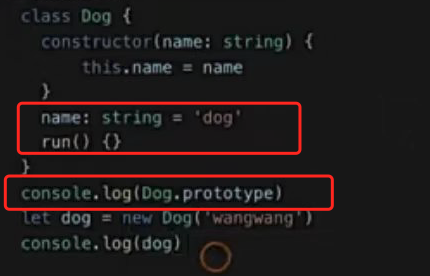 class Dog {
constructor(name: string) {
this.name = name
}
name: string = 'dog'
run() {}
}
console.log(Dog.prototype)
let dog = new Dog('wangwang')
console.log(dog)